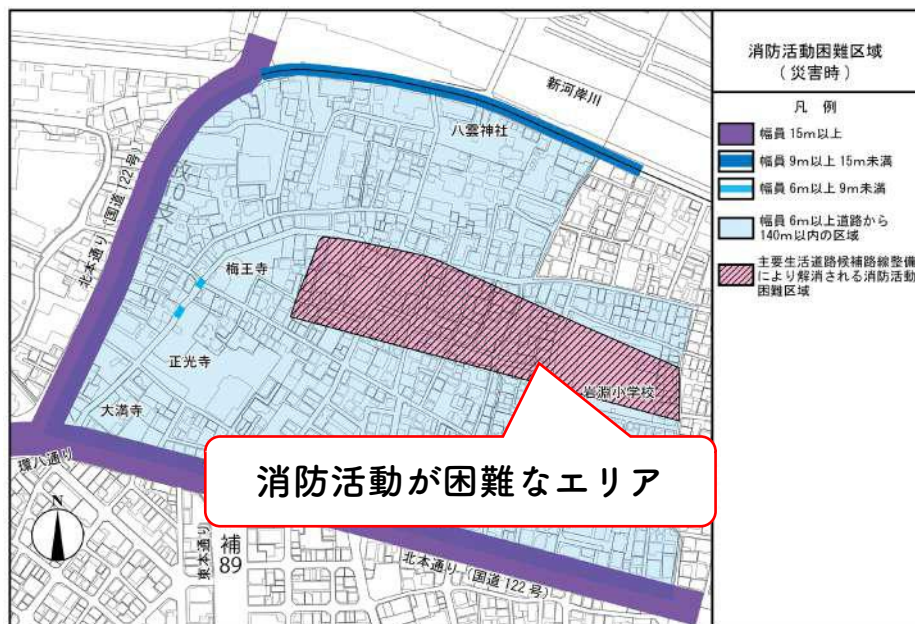 消防活動困難区域
（災害時）
凡 例
幅員 15m以上
幅員 9m以上 15m未満
幅員 6m以上 9m未満
幅員 6m以上道路から
140m以内の区域
主要生活道路候補路線整備
により解消される消防活動
困難区域
新河岸川
八雲神社
北本通り（国道122号）
梅王寺
正光寺
岩淵小学校
大満寺
消防活動が困難なエリア
環八通り
N
東本通り
補
89
北本通り（国道122号）